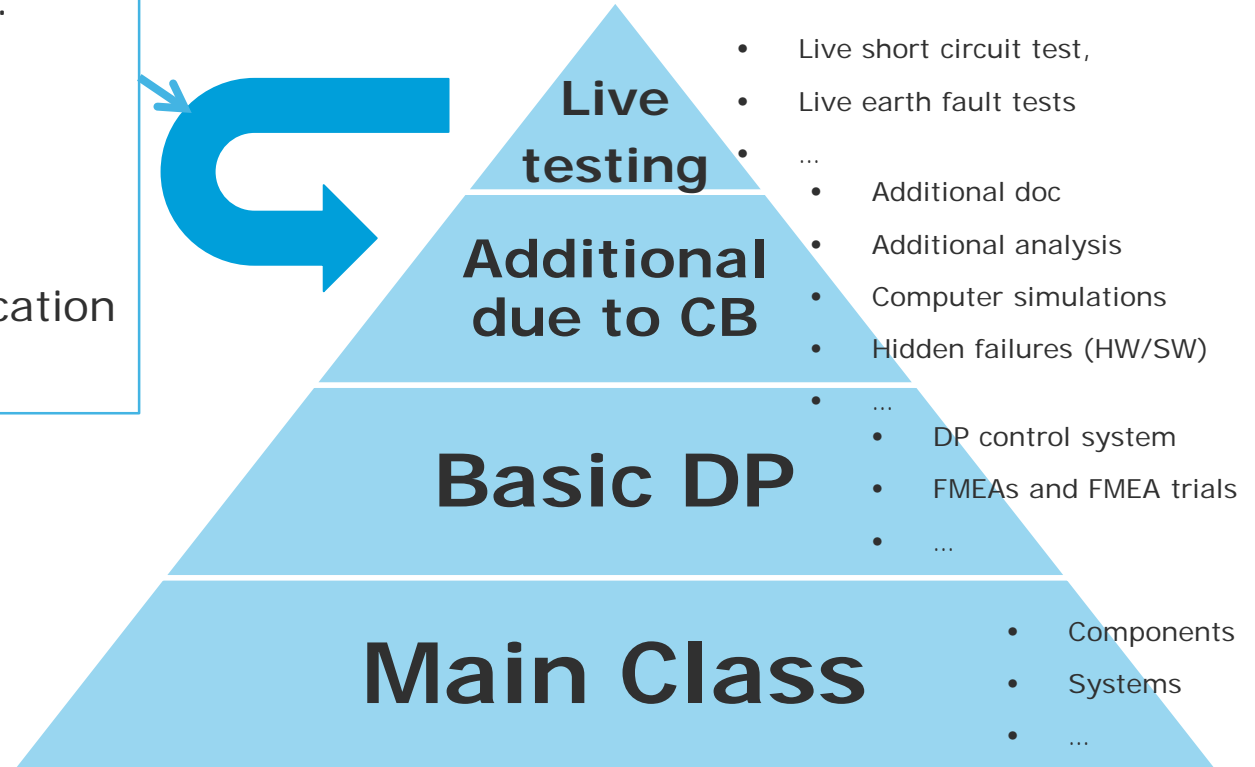 .
cation
Live
testing
• Live short circuit test,
• Live earth fault tests
• ...
Additional
due to CB
• Additional doc
• Additional analysis
• Computer simulations
• Hidden failures (HW/SW)
• ...
Basic DP
• DP control system
• FMEAs and FMEA trials
• ...
Main Class
• Components
• Systems
• ...